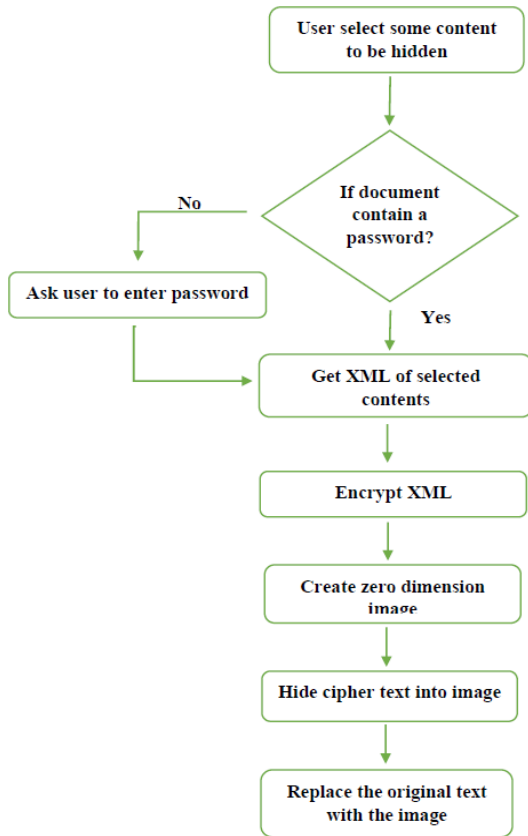 User select some content
to be hidden
If document
contain a
password?
No
Ask user to enter password
Yes
Get XML of selected
contents
Encrypt XML
Create zero dimension
image
Hide cipher text into image
Replace the original text
with the image